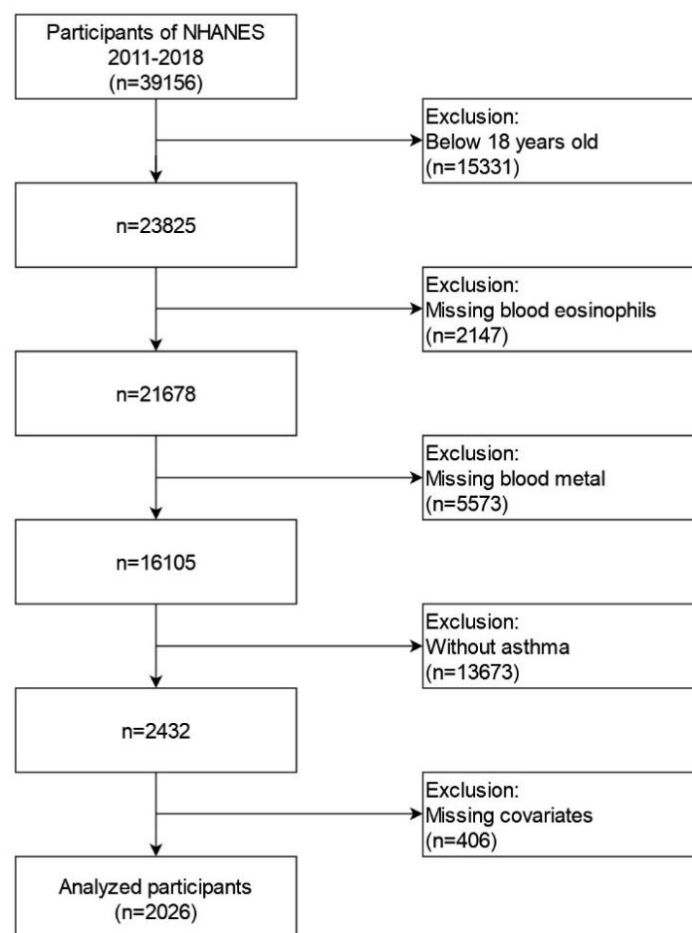 Participants of NHANES
2011-2018
(n=39156)
Exclusion:
Below 18 years old
(n=15331)
n=23825
Exclusion:
Missing blood eosinophils
(n=2147)
n=21678
Exclusion:
Missing blood metal
(n=5573)
n=16105
Exclusion:
Without asthma
(n=13673)
n=2432
Exclusion:
Missing covariates
(n=406)
Analyzed participants
(n=2026)